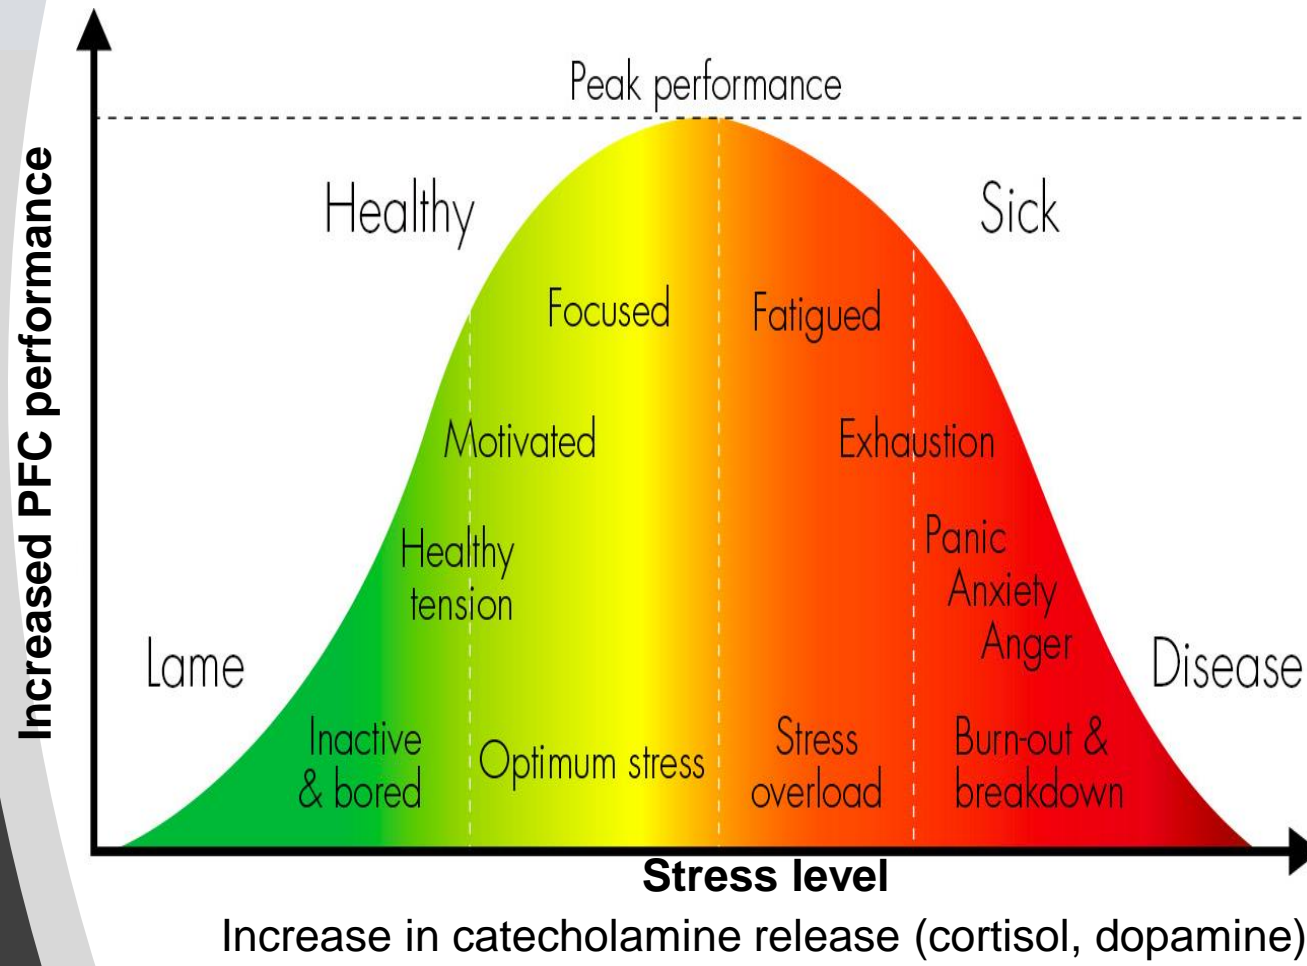 Peak performance
Healthy
Sick
Focused
Fatigued
Motivated
Exhaustion
Healthy
tension
Panic
Anxiety
Anger
Lame
Disease
Inactive
& bored
Optimum stress
Stress
overload
Burn-out &
breakdown
Increased PFC performance
Stress level
Increase in catecholamine release (cortisol, dopamine)